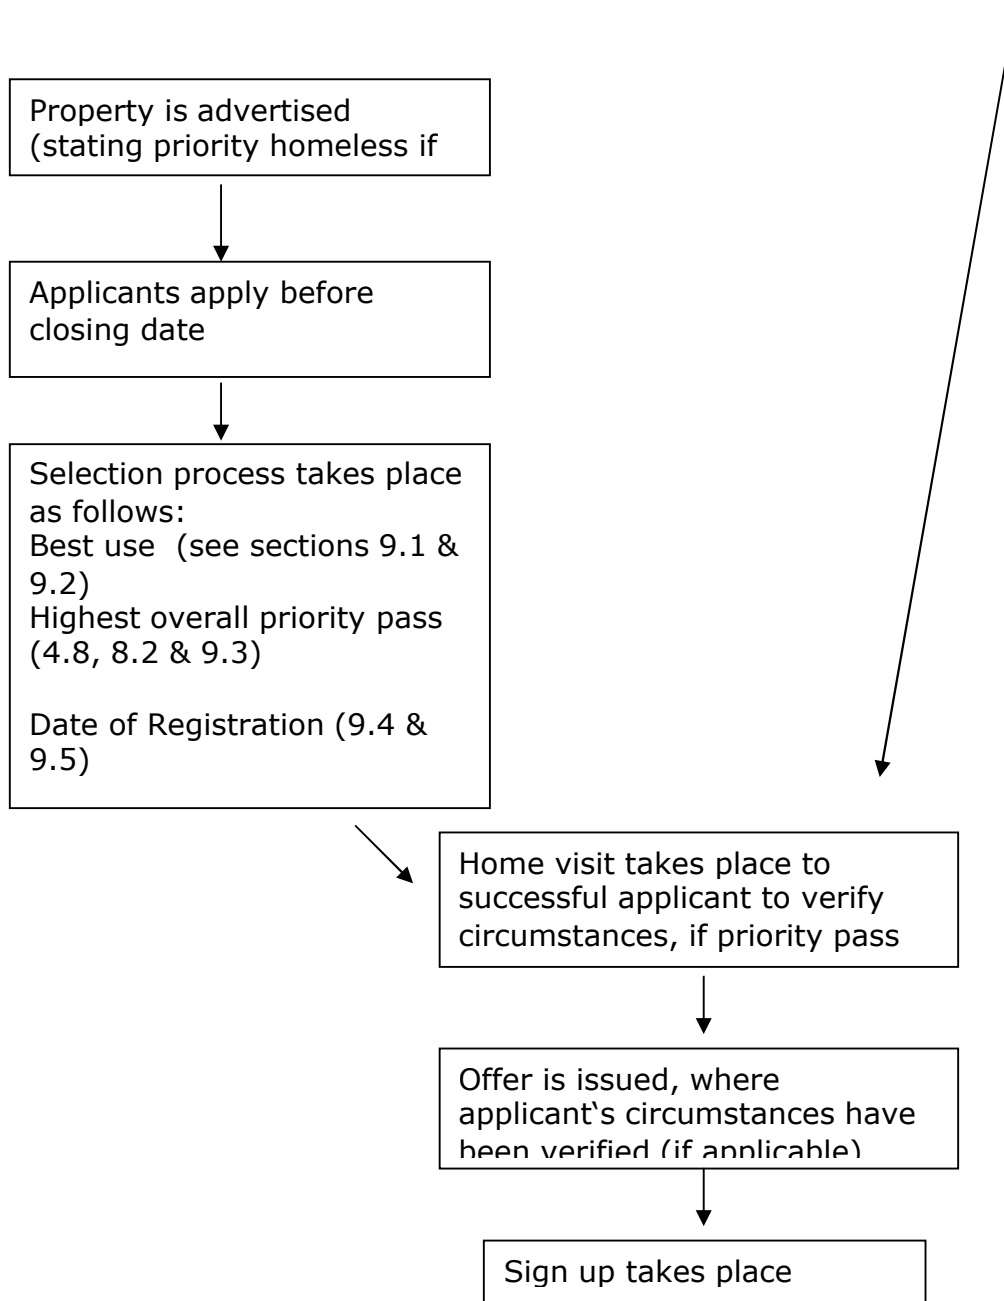 Property is advertised
(stating priority homeless if
Applicants apply before
closing date
Selection process takes place
as follows:
Best use  (see sections 9.1 &
9.2)
Highest overall priority pass
(4.8, 8.2 & 9.3)
Date of Registration (9.4 &
9.5)
Home visit takes place to
successful applicant to verify
circumstances, if priority pass
Offer is issued, where
applicant‘s circumstances have
been verified (if applicable)
Sign up takes place